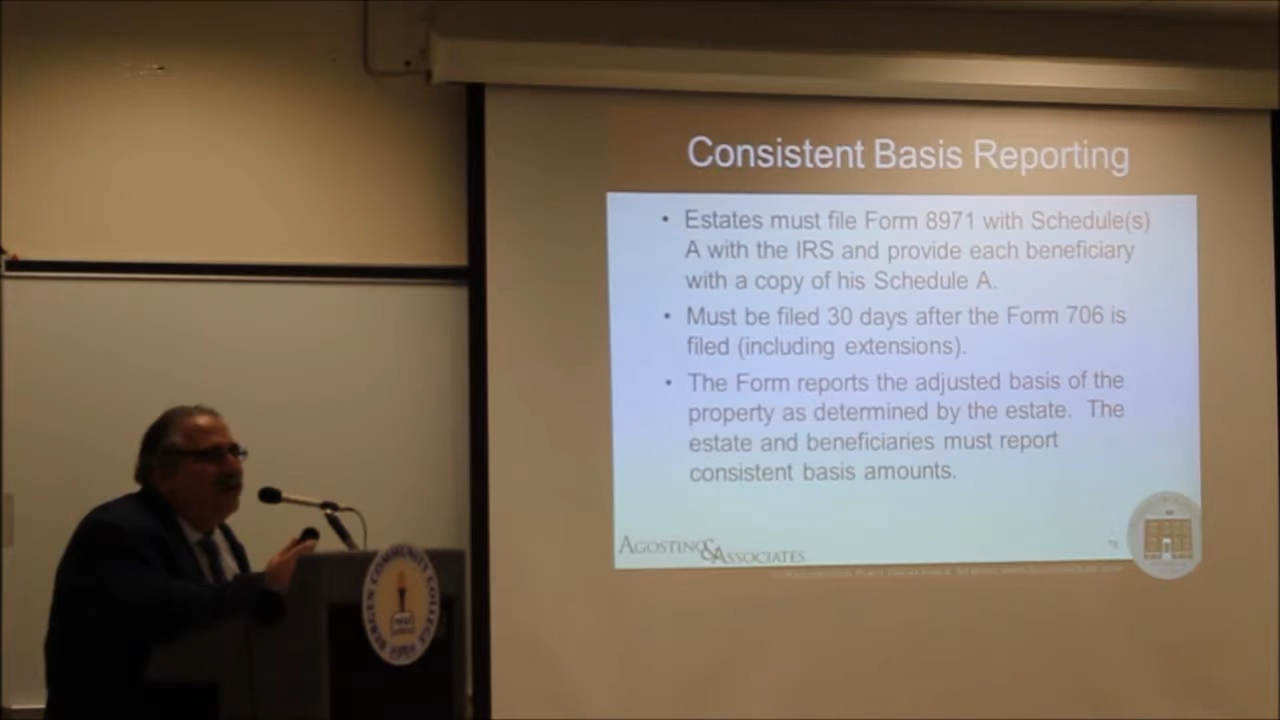 Consistent Basis Reporting
• Estates must file Form 8971 with Schedule(s)
A with the IRS and provide each beneficiary
with a copy of his Schedule A.
• Must be filed 30 days after the Form 706 is
filed (including extensions).
• The Form reports the adjusted basis of the
property as determined by the estate. The
estate and beneficiaries must report
consistent basis amounts.
AGOSTINO & ASSOCIATES
BERGEN COMMUNITY COLLEGE